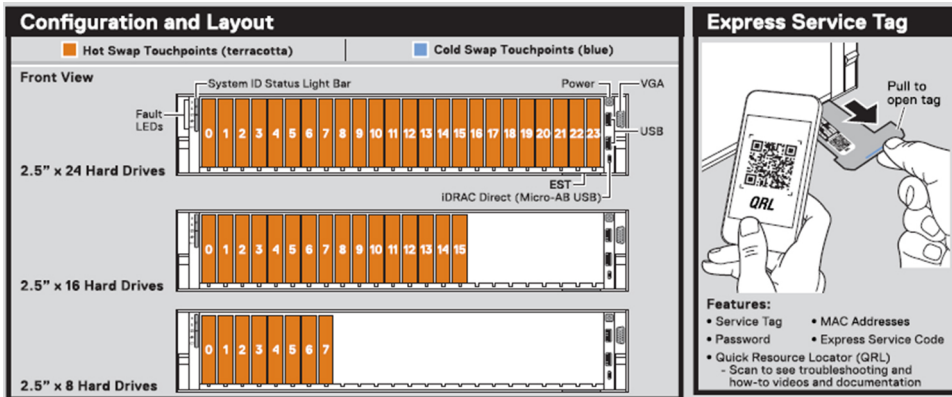 Configuration and Layout
Hot Swap Touchpoints (terracotta)
Cold Swap Touchpoints (blue)
Front View
System ID Status Light Bar
Power
VGA
Fault
LEDs
USB
0 1 2 3 4 5 6 7 8 9 10 11 12 13 14 15 16 17 18 19 20 21 22 23
2.5” x 24 Hard Drives
EST
iDRAC Direct (Micro-AB USB)
0 1 2 3 4 5 6 7 8 9 10 11 12 13 14 15
2.5” x 16 Hard Drives
0 1 2 3 4 5 6 7
2.5” x 8 Hard Drives
Express Service Tag
Pull to
open tag
QRL
Features:
• Service Tag
• MAC Addresses
• Password
• Express Service Code
• Quick Resource Locator (QRL)
- Scan to see troubleshooting and
how-to videos and documentation